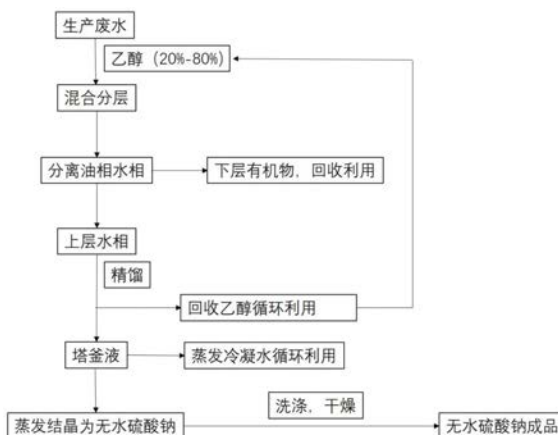 生产废水
乙醇（20%-80%）
混合分层
分离油相水相
下层有机物，回收利用
上层水相
精馏
回收乙醇循环利用
塔釜液
蒸发冷凝水循环利用
洗涤，干燥
蒸发结晶为无水硫酸钠
无水硫酸钠成品